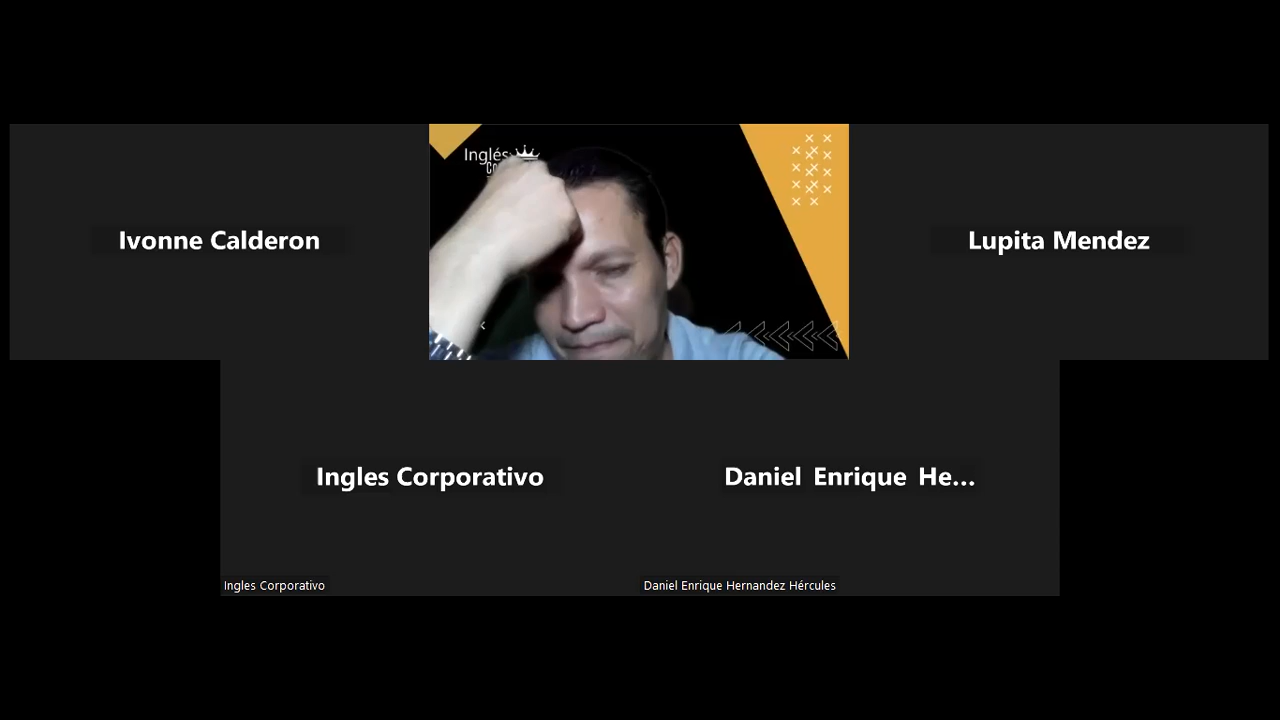 Ivonne Calderon
Inglés
Lupita Mendez
Ingles Corporativo
Daniel Enrique He...
Ingles Corporativo
Daniel Enrique Hernandez Hércules